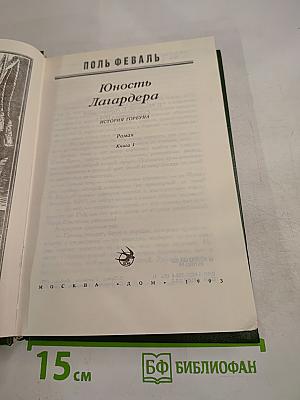 ПОЛЬ ФЕВАЛЬ
Юность
Лагардера
ИСТОРИЯ ГОРБУНА
Роман
Книга 1
МОСКВА • ДОМ • 1993
15 см
БФ БИБЛИОФАН